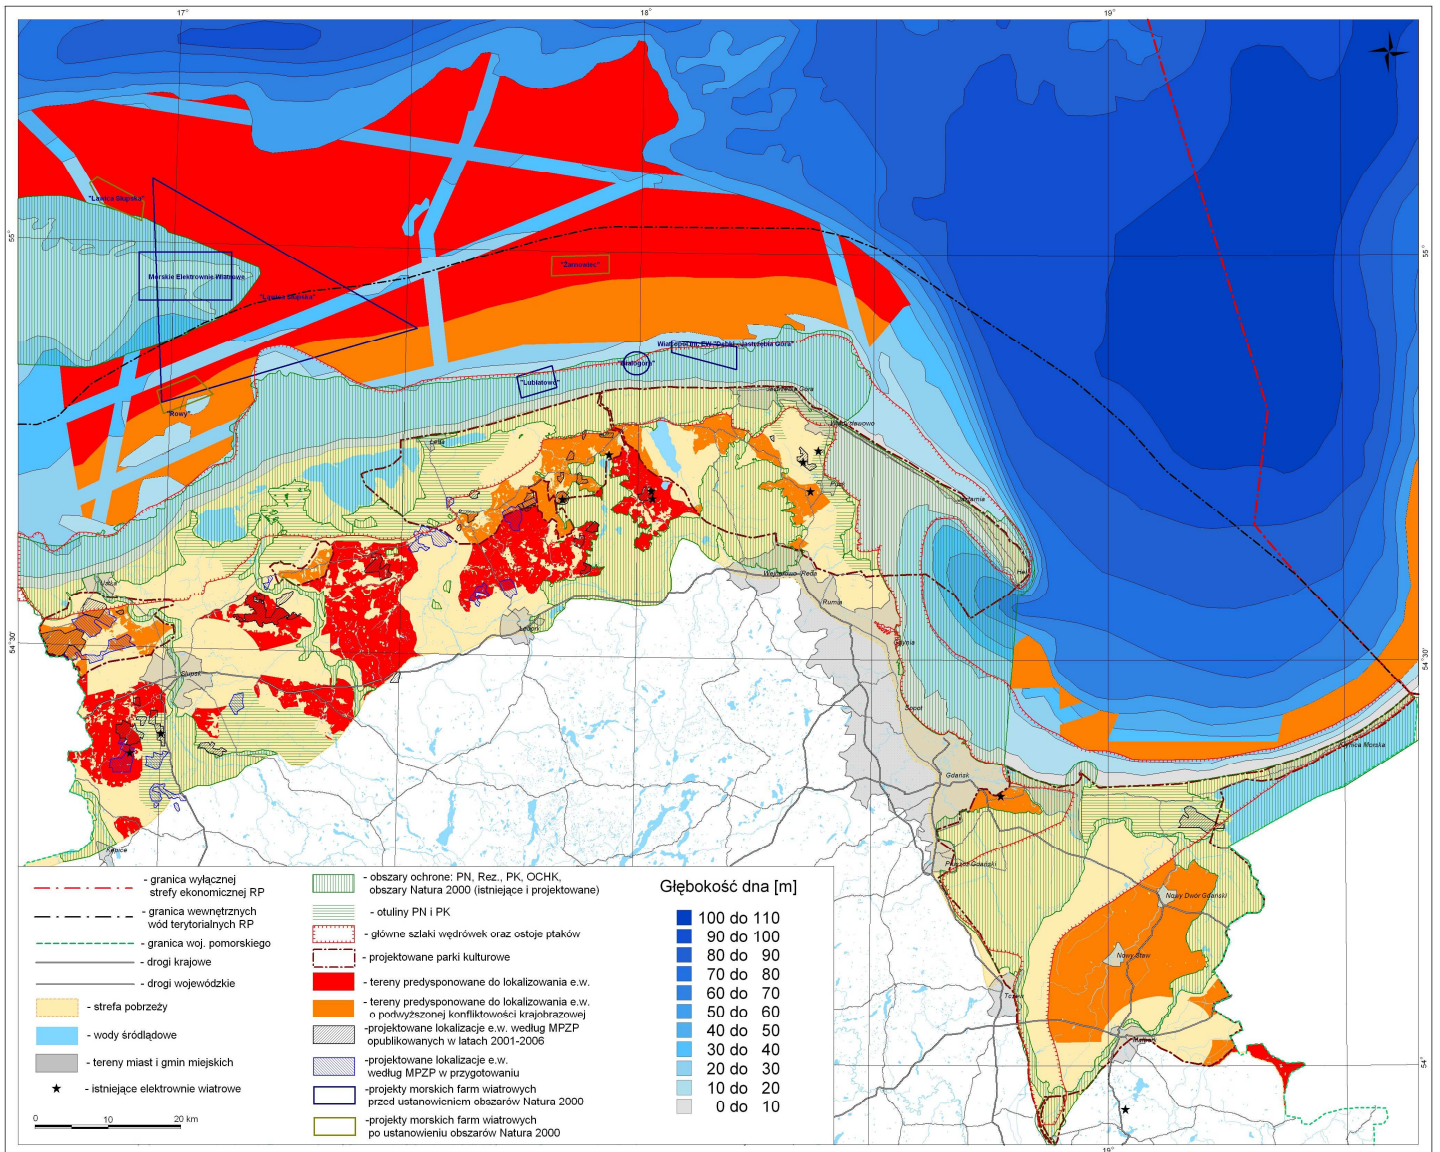 17°
18°
19°
55°
55°
"Ławica Słupska"
Morskie Elektrownie Wiatrowe
"Ławica Słupska"
"Żarnowiec"
"Białogóra"
"Lubiatowo"
"Rowy"
Jastrzębia Góra
Władysławowo
Łeba
Puck
Jastarnia
Hel
Ustka
Wejherowo
Reda
Rumia
Lębork
Gdynia
54°30'
54°30'
Słupsk
Sopot
Krynica Morska
Gdańsk
Kępice
Pruszcz Gdański
Nowy Dwór Gdański
Nowy Staw
Tczew
Malbork
54°
19°
- granica wyłącznej
strefy ekonomicznej RP
- granica wewnętrznych
wód terytorialnych RP
- granica woj. pomorskiego
- drogi krajowe
- drogi wojewódzkie
- strefa pobrzeży
- wody śródlądowe
- tereny miast i gmin miejskich
- istniejące elektrownie wiatrowe
0 10 20 km
- obszary ochrone: PN, Rez., PK, OCHK,
obszary Natura 2000 (istniejące i projektowane)
- otuliny PN i PK
- główne szlaki wędrówek oraz ostoje ptaków
- projektowane parki kulturowe
- tereny predysponowane do lokalizowania e.w.
- tereny predysponowane do lokalizowania e.w.
o podwyższonej konfliktowości krajobrazowej
-projektowane lokalizacje e.w. według MPZP
opublikowanych w latach 2001-2006
-projektowane lokalizacje e.w.
według MPZP w przygotowaniu
-projekty morskich farm wiatrowych
przed ustanowieniem obszarów Natura 2000
-projekty morskich farm wiatrowych
po ustanowieniu obszarów Natura 2000
Głębokość dna [m]
100 do 110
90 do 100
80 do 90
70 do 80
60 do 70
50 do 60
40 do 50
30 do 40
20 do 30
10 do 20
0 do 10